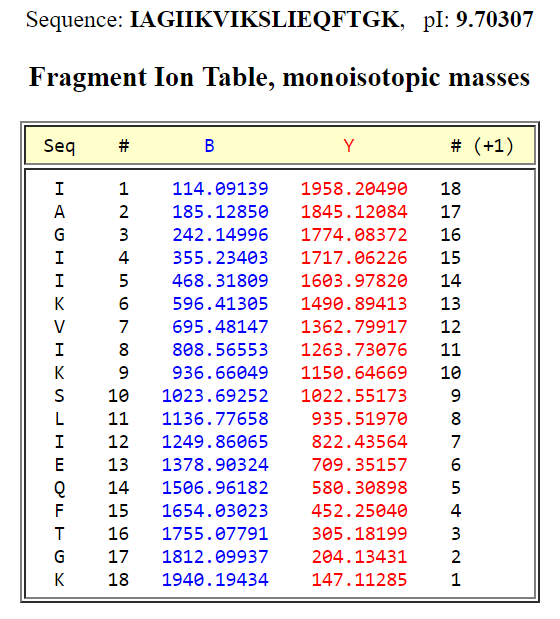 Sequence: IAGIIKVIKSLIEQFTGK, pI: 9.70307
Fragment Ion Table, monoisotopic masses
Seq # B Y # (+1)
I 1 114.09139 1958.20490 18
A 2 185.12850 1845.12084 17
G 3 242.14996 1774.08372 16
I 4 355.23403 1717.06226 15
I 5 468.31809 1603.97820 14
K 6 596.41305 1490.89413 13
V 7 695.48147 1362.79917 12
I 8 808.56553 1263.73076 11
K 9 936.66049 1150.64669 10
S 10 1023.69252 1022.55173 9
L 11 1136.77658 935.51970 8
I 12 1249.86065 822.43564 7
E 13 1378.90324 709.35157 6
Q 14 1506.96182 580.30898 5
F 15 1654.03023 452.25040 4
T 16 1755.07791 305.18199 3
G 17 1812.09937 204.13431 2
K 18 1940.19434 147.11285 1